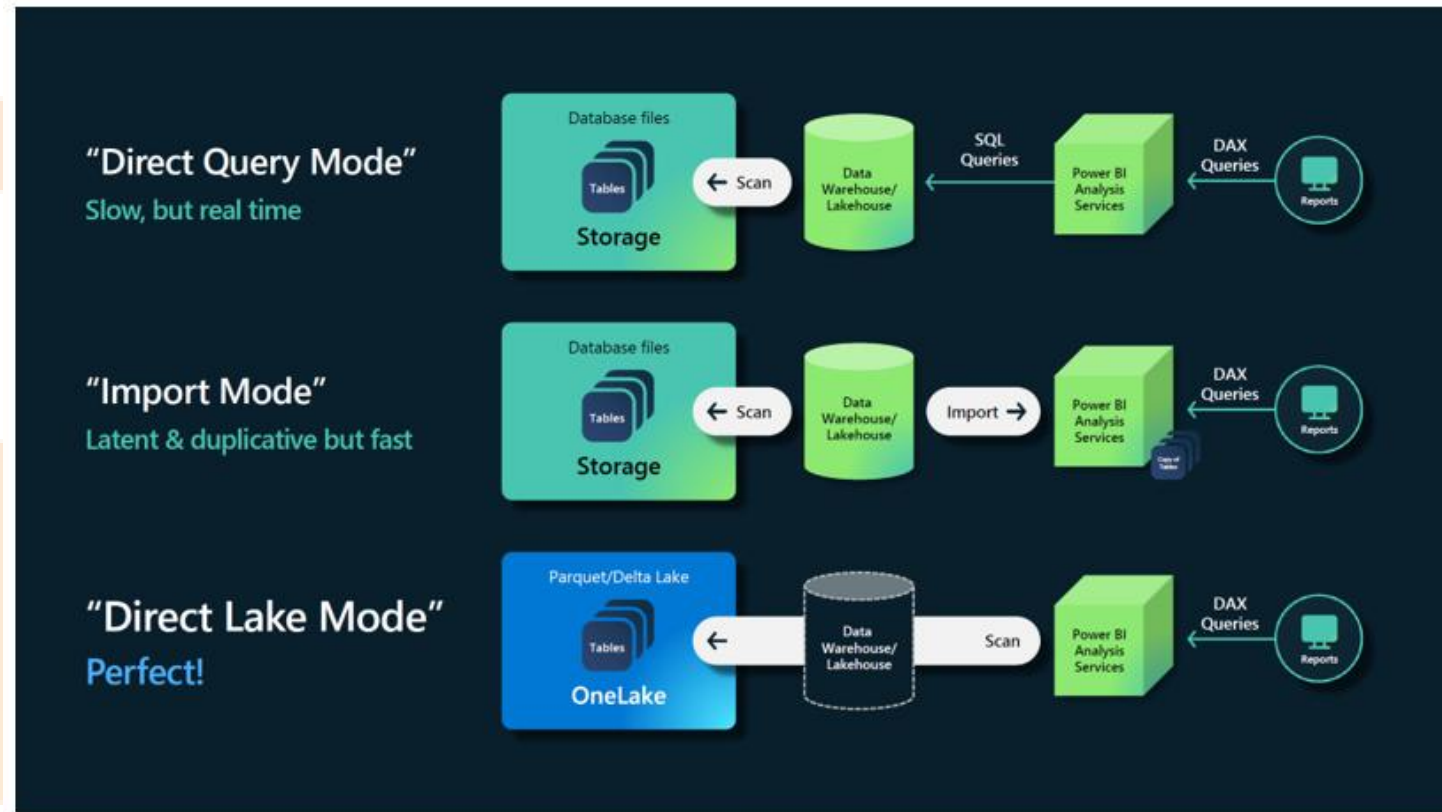 “Direct Query Mode”
Slow, but real time
Database files
Tables
Storage
Scan
Data
Warehouse/
Lakehouse
SQL
Queries
Power BI
Analysis
Services
DAX
Queries
Reports
“Import Mode”
Latent & duplicative but fast
Database files
Tables
Storage
Scan
Data
Warehouse/
Lakehouse
Import
Power BI
Analysis
Services
Copy of
Tables
DAX
Queries
Reports
“Direct Lake Mode”
Perfect!
Parquet/Delta Lake
Tables
OneLake
Data
Warehouse/
Lakehouse
Scan
Power BI
Analysis
Services
DAX
Queries
Reports